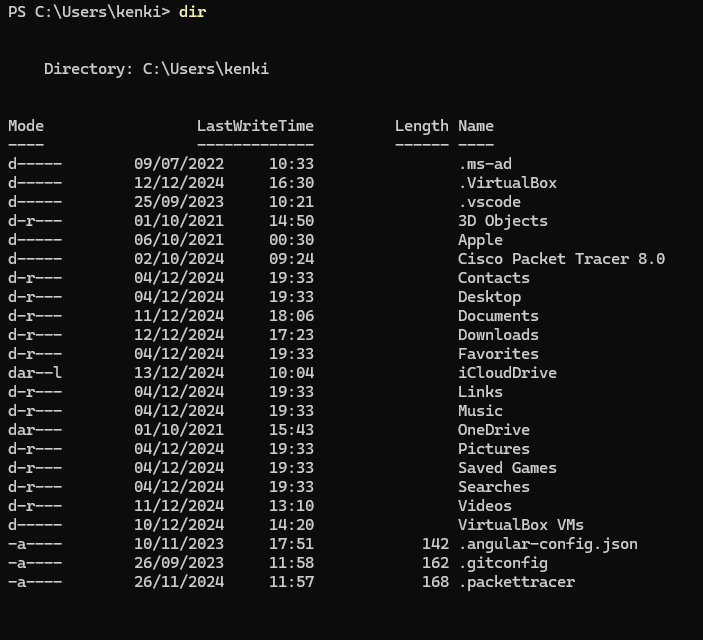 PS C:\Users\kenki> dir
Directory: C:\Users\kenki
Mode                 LastWriteTime         Length Name
----                 -------------         ------ ----
d-----        09/07/2022     10:33                .ms-ad
d-----        12/12/2024     16:30                .VirtualBox
d-----        25/09/2023     10:21                .vscode
d-r---        01/10/2021     14:50                3D Objects
d-----        06/10/2021     00:30                Apple
d-----        02/10/2024     09:24                Cisco Packet Tracer 8.0
d-r---        04/12/2024     19:33                Contacts
d-r---        04/12/2024     19:33                Desktop
d-r---        11/12/2024     18:06                Documents
d-r---        12/12/2024     17:23                Downloads
d-r---        04/12/2024     19:33                Favorites
dar--l        13/12/2024     10:04                iCloudDrive
d-r---        04/12/2024     19:33                Links
d-r---        04/12/2024     19:33                Music
dar---        01/10/2021     15:43                OneDrive
d-r---        04/12/2024     19:33                Pictures
d-r---        04/12/2024     19:33                Saved Games
d-r---        04/12/2024     19:33                Searches
d-r---        11/12/2024     13:10                Videos
d-----        10/12/2024     14:20                VirtualBox VMs
-a----        10/11/2023     17:51            142 .angular-config.json
-a----        26/09/2023     11:58            162 .gitconfig
-a----        26/11/2024     11:57            168 .packettracer